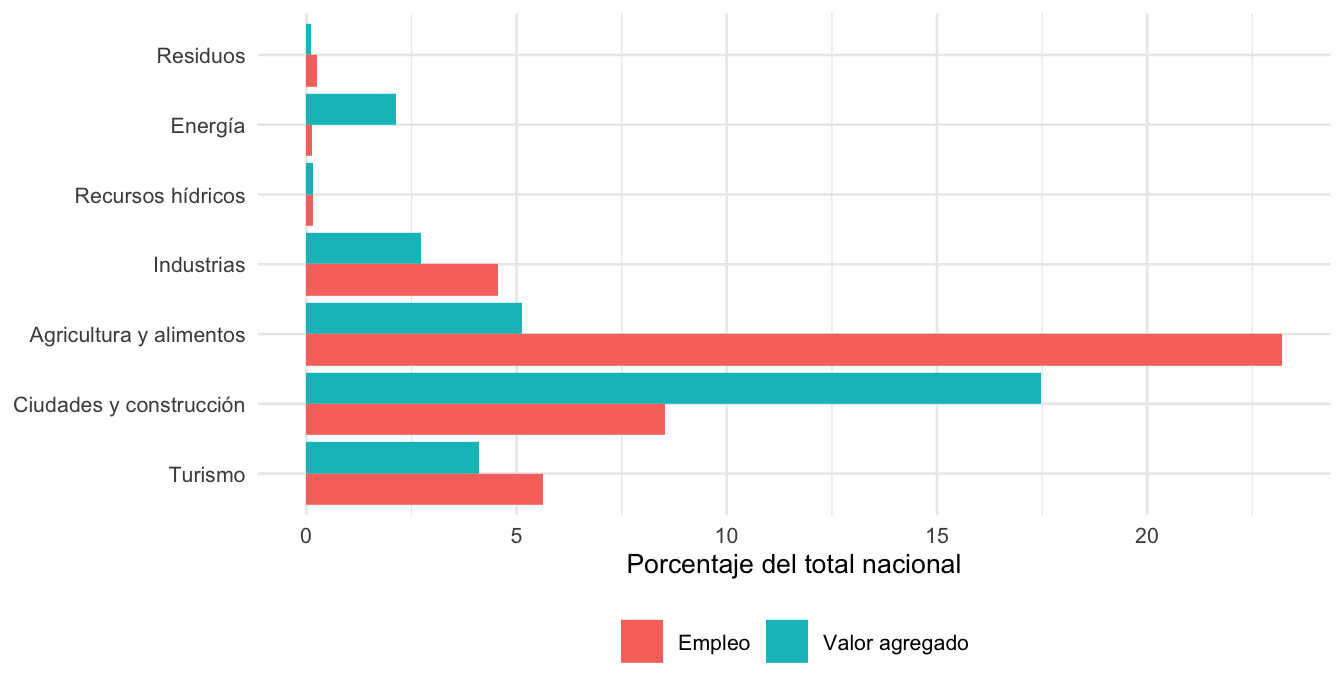 Residuos
Energía
Recursos hídricos
Industrias
Agricultura y alimentos
Ciudades y construcción
Turismo
0 5 10 15 20
Porcentaje del total nacional
Empleo Valor agregado